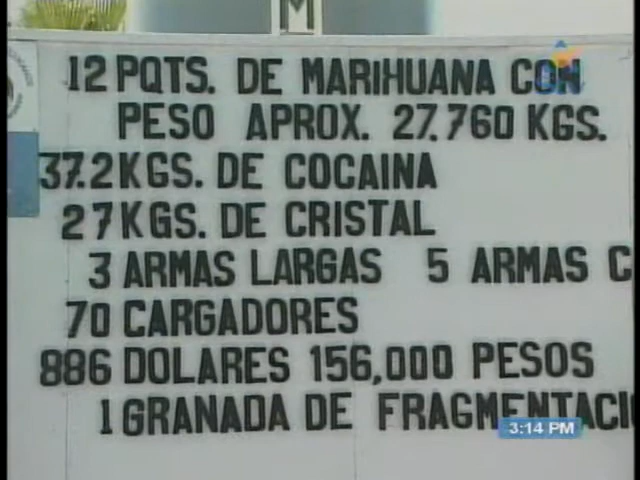 12 PQTS. DE MARIHUANA CON
PESO APROX. 27.760 KGS.
37.2 KGS. DE COCAINA
27 KGS. DE CRISTAL
3 ARMAS LARGAS 5 ARMAS C
70 CARGADORES
886 DOLARES 156,000 PESOS
1 GRANADA DE FRAGMENTACI
3:14 PM